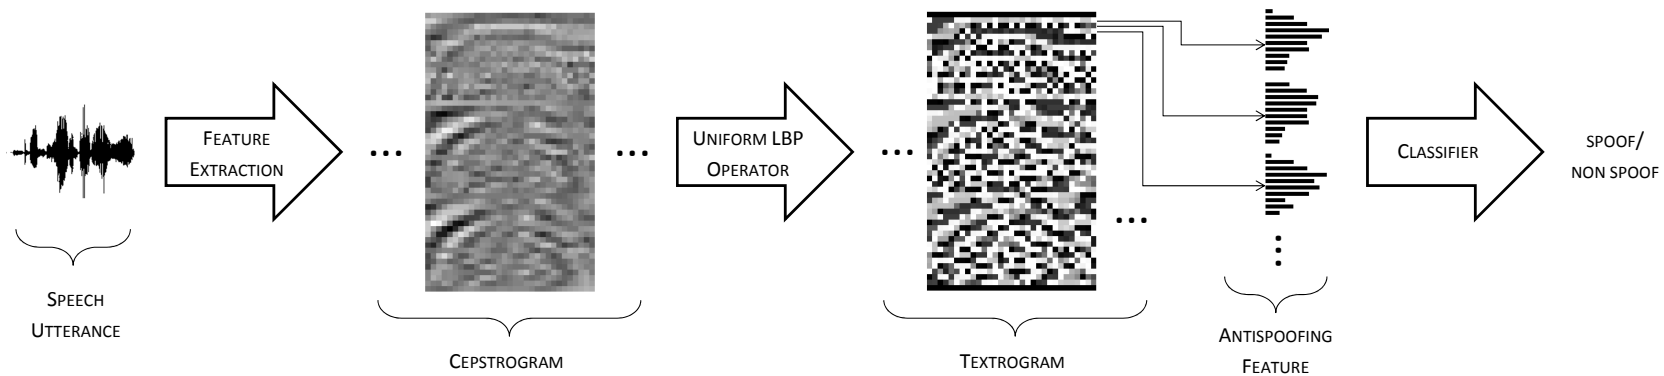 SPEECH
UTTERANCE
FEATURE
EXTRACTION
...
...
CEPSTROGRAM
UNIFORM LBP
OPERATOR
...
...
TEXTROGRAM
...
ANTISPOOFING
FEATURE
CLASSIFIER
SPOOF/
NON SPOOF